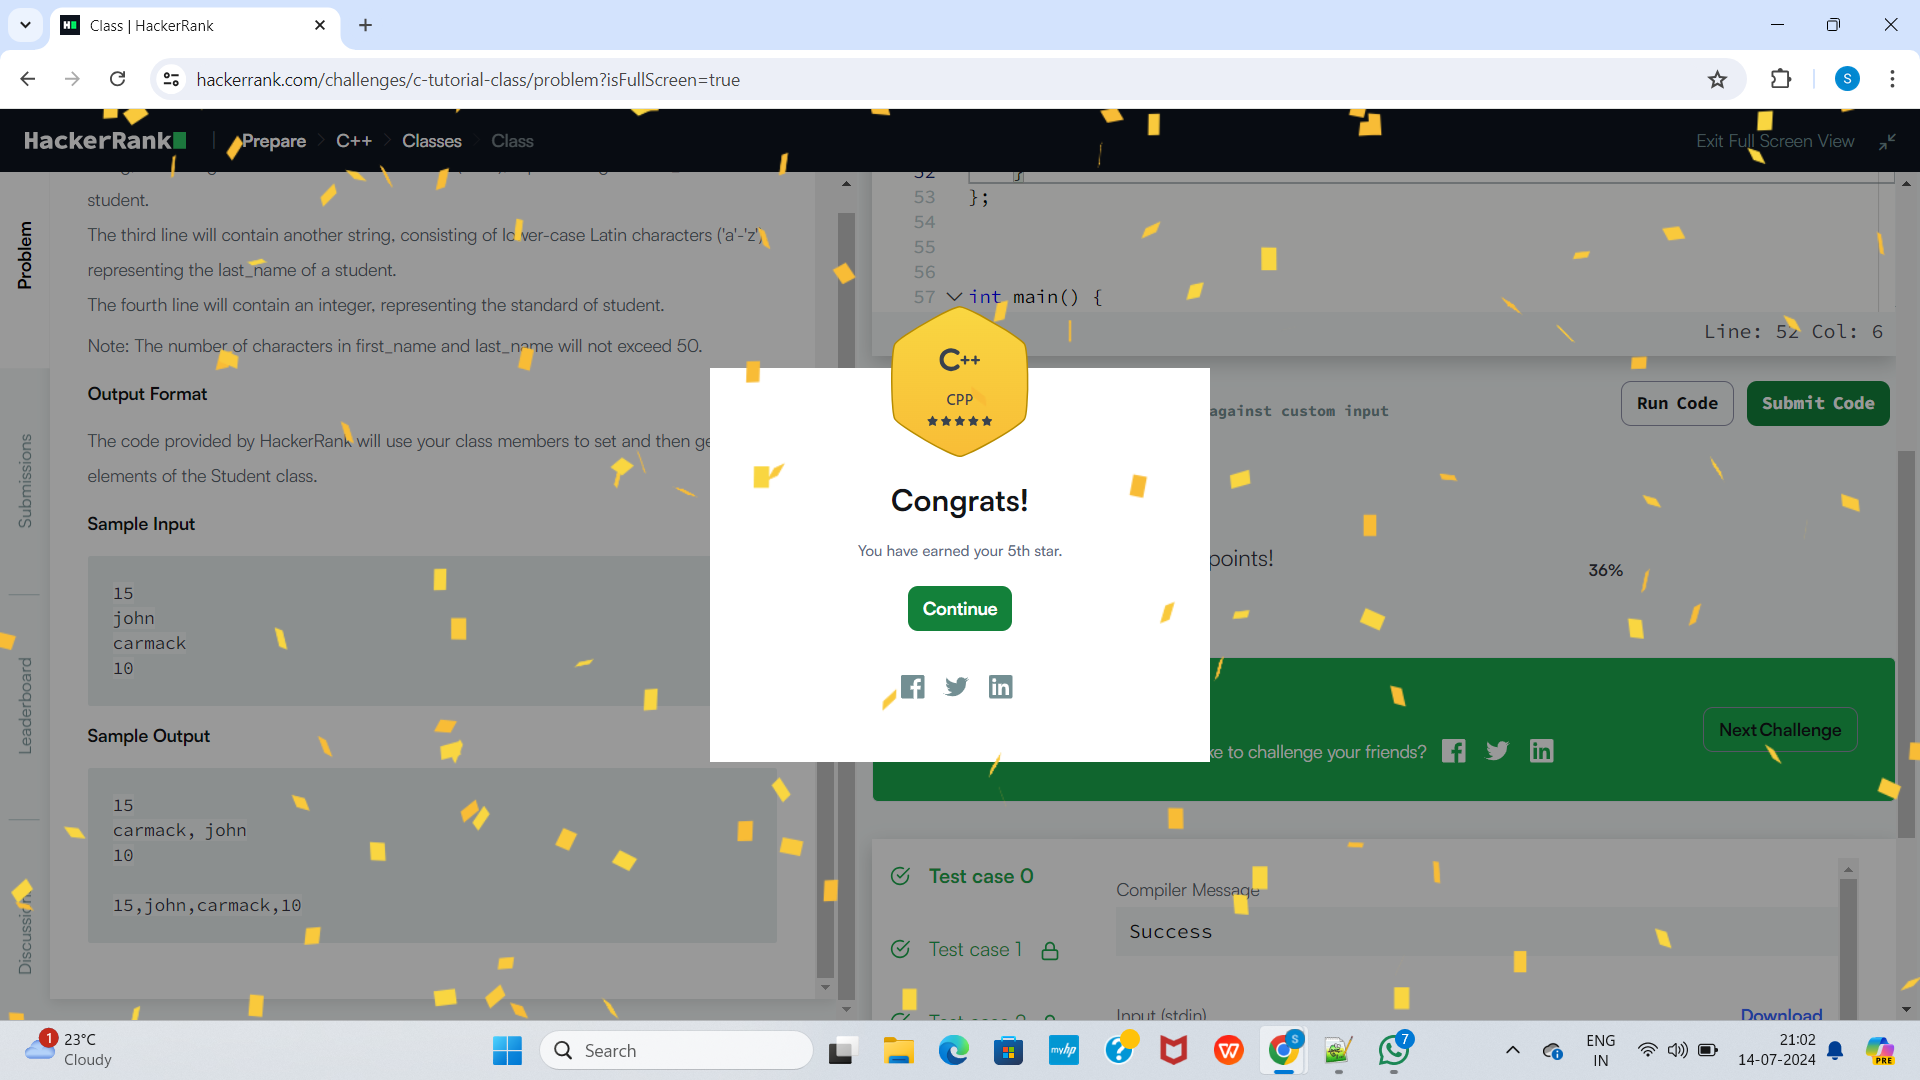 Class | HackerRank
hackerrank.com/challenges/c-tutorial-class/problem?isFullScreen=true
S
HackerRank
Prepare
C++
Classes
Class
Exit Full Screen View
Problem
Submissions
Leaderboard
Discussions
student.
The third line will contain another string, consisting of lower-case Latin characters ('a'-'z'),
representing the last_name of a student.
The fourth line will contain an integer, representing the standard of student.
Note: The number of characters in first_name and last_name will not exceed 50.
Output Format
The code provided by HackerRank will use your class members to set and then ge
elements of the Student class.
Sample Input
15
john
carmack
10
Sample Output
15
carmack, john
10
15,john,carmack,10
52 }
53 };
54
55
56
57 int main() {
Line: 52 Col: 6
against custom input
Run Code
Submit Code
C++
CPP
Congrats!
You have earned your 5th star.
Continue
points!
36%
ke to challenge your friends?
Next Challenge
Test case 0
Test case 1
Test case 2
Compiler Message
Success
Input (stdin)
Download
1
23°C
Cloudy
Search
myhp
S
7
ENG
IN
21:02
14-07-2024
PRE